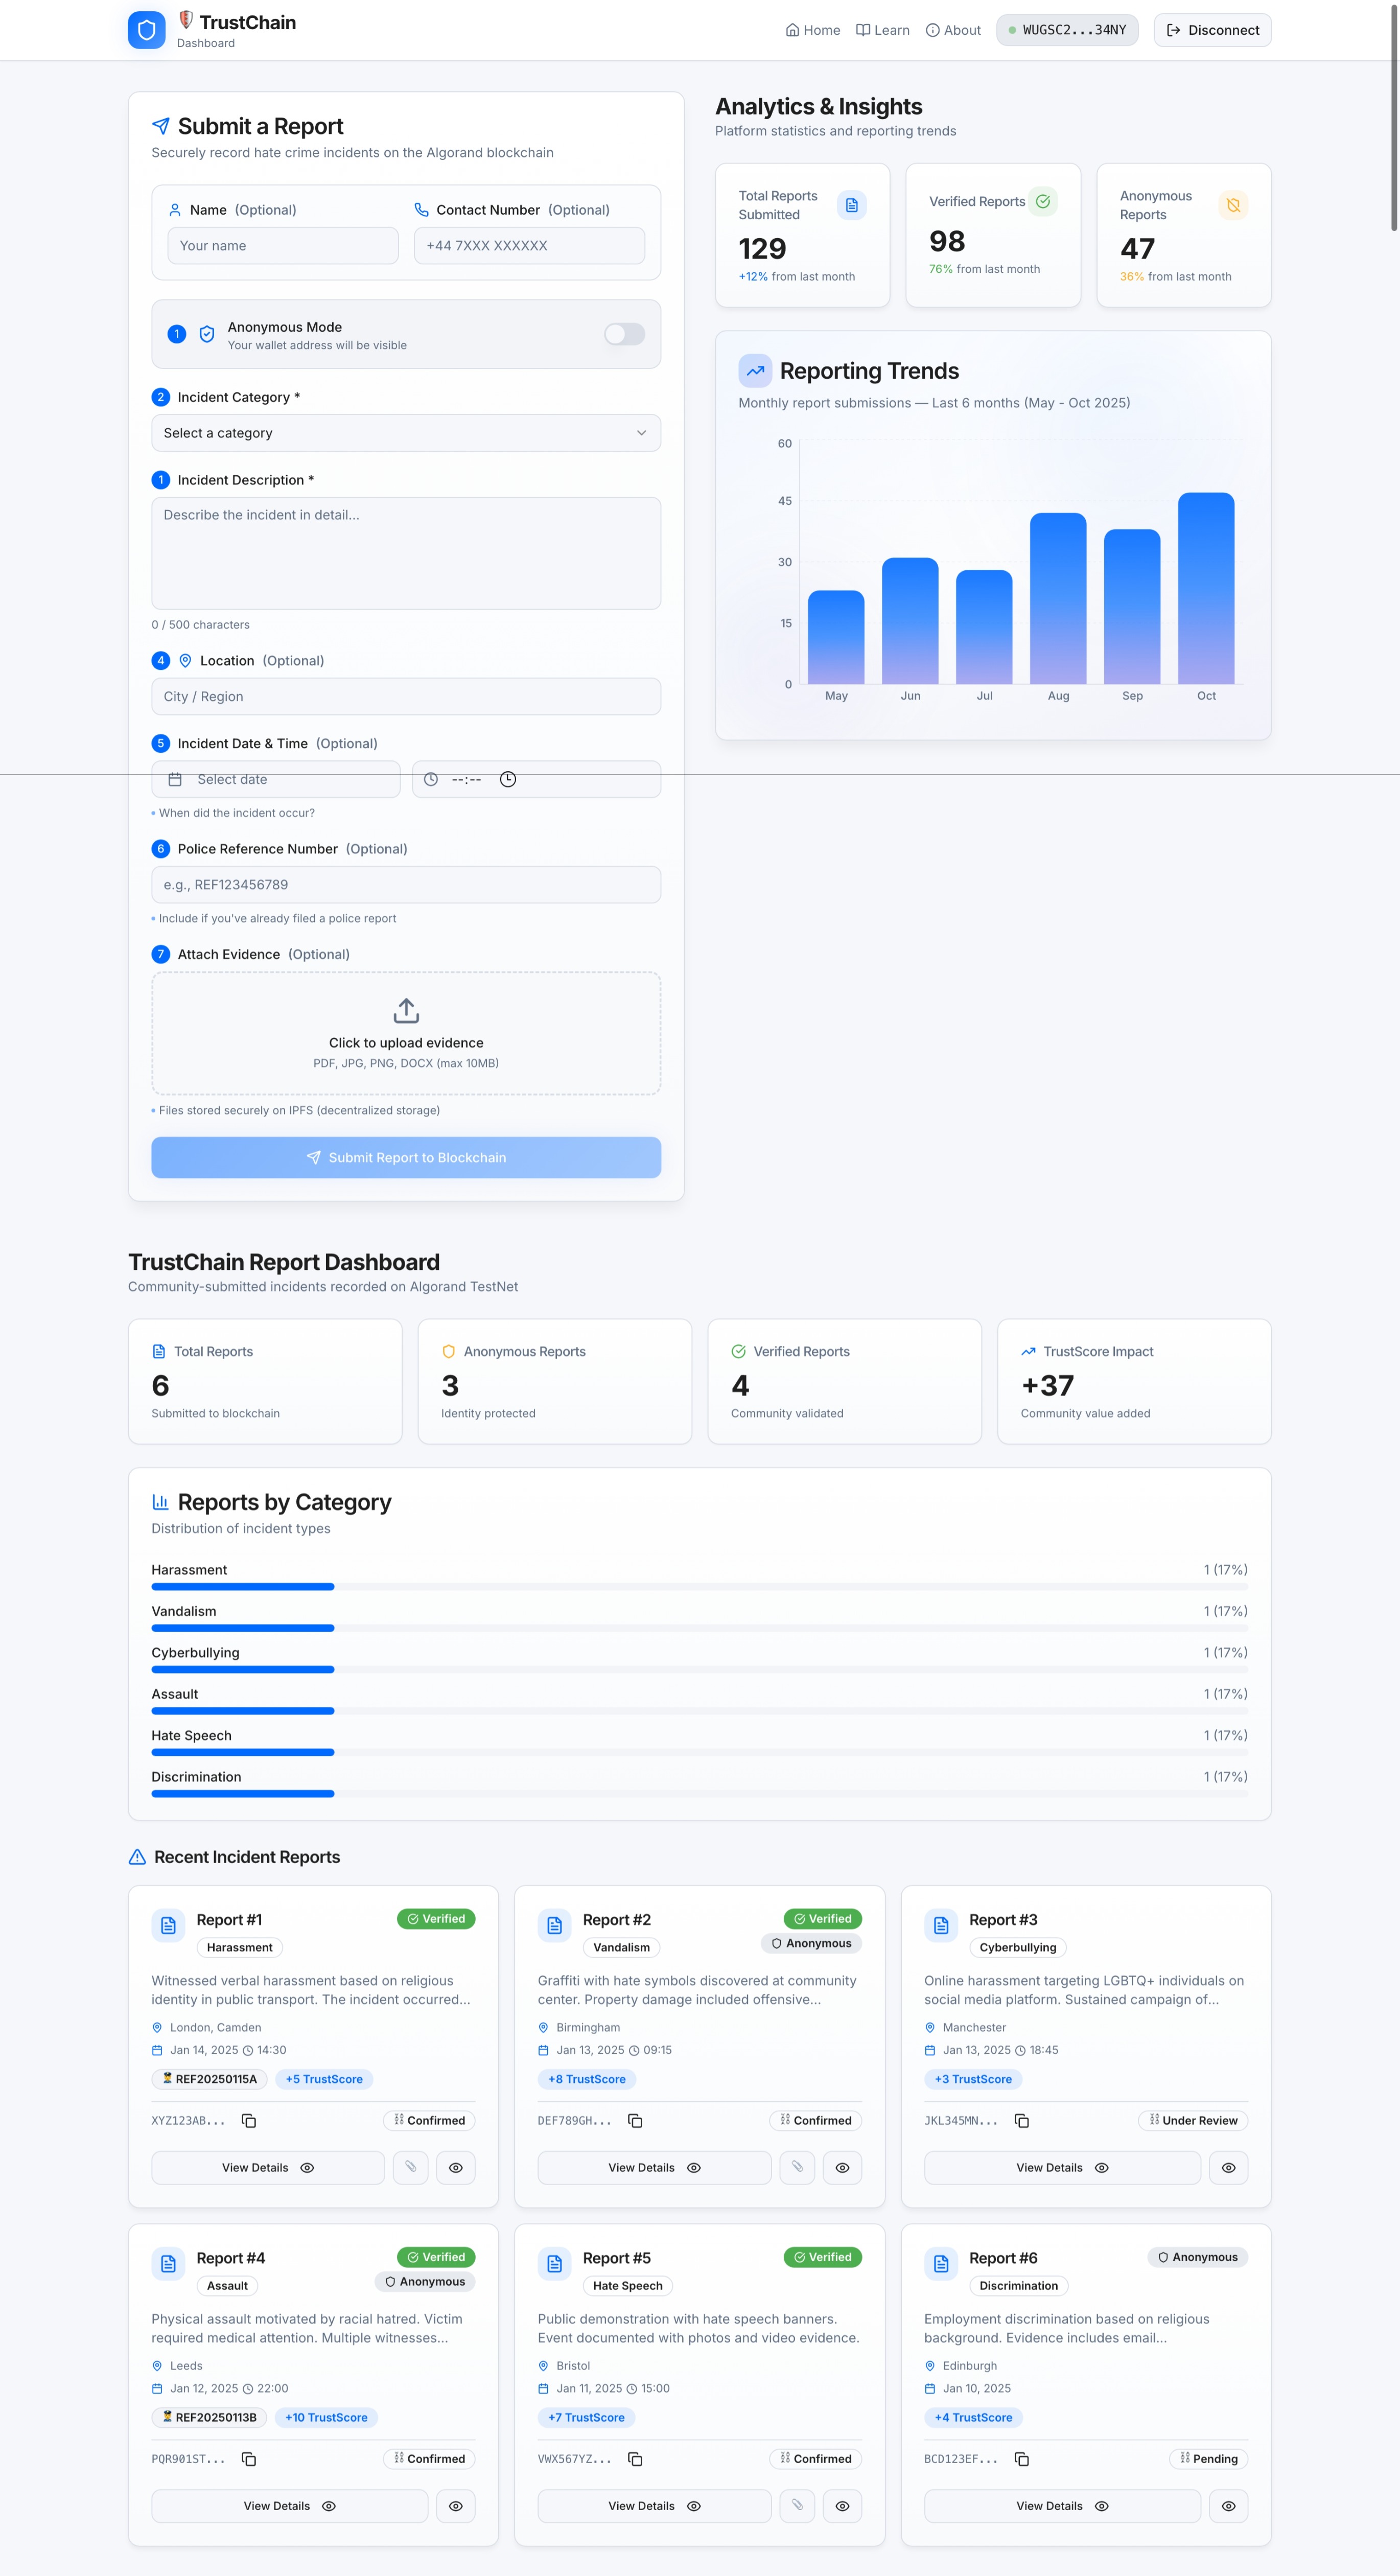 TrustChain
Dashboard
Home
Learn
About
WUGSC2...34NY
Disconnect
Submit a Report
Securely record hate crime incidents on the Algorand blockchain
Name (Optional)
Contact Number (Optional)
Your name
+44 7XXX XXXXXX
1
Anonymous Mode
Your wallet address will be visible
2 Incident Category *
Select a category
1 Incident Description *
Describe the incident in detail...
0 / 500 characters
4 Location (Optional)
City / Region
5 Incident Date & Time (Optional)
Select date
--:--
When did the incident occur?
6 Police Reference Number (Optional)
e.g., REF123456789
Include if you've already filed a police report
7 Attach Evidence (Optional)
Click to upload evidence
PDF, JPG, PNG, DOCX (max 10MB)
Files stored securely on IPFS (decentralized storage)
Submit Report to Blockchain
Analytics & Insights
Platform statistics and reporting trends
Total Reports
Submitted
129
+12% from last month
Verified Reports
98
76% from last month
Anonymous
Reports
47
36% from last month
Reporting Trends
Monthly report submissions — Last 6 months (May - Oct 2025)
60
45
30
15
0
May
Jun
Jul
Aug
Sep
Oct
TrustChain Report Dashboard
Community-submitted incidents recorded on Algorand TestNet
Total Reports
6
Submitted to blockchain
Anonymous Reports
3
Identity protected
Verified Reports
4
Community validated
TrustScore Impact
+37
Community value added
Reports by Category
Distribution of incident types
Harassment
1 (17%)
Vandalism
1 (17%)
Cyberbullying
1 (17%)
Assault
1 (17%)
Hate Speech
1 (17%)
Discrimination
1 (17%)
Recent Incident Reports
Report #1
Verified
Harassment
Witnessed verbal harassment based on religious
identity in public transport. The incident occurred...
London, Camden
Jan 14, 2025 14:30
REF20250115A
+5 TrustScore
XYZ123AB...
Confirmed
View Details
Report #2
Verified
Vandalism
Anonymous
Graffiti with hate symbols discovered at community
center. Property damage included offensive...
Birmingham
Jan 13, 2025 09:15
+8 TrustScore
DEF789GH...
Confirmed
View Details
Report #3
Cyberbullying
Online harassment targeting LGBTQ+ individuals on
social media platform. Sustained campaign of...
Manchester
Jan 13, 2025 18:45
+3 TrustScore
JKL345MN...
Under Review
View Details
Report #4
Verified
Assault
Anonymous
Physical assault motivated by racial hatred. Victim
required medical attention. Multiple witnesses...
Leeds
Jan 12, 2025 22:00
REF20250113B
+10 TrustScore
PQR901ST...
Confirmed
View Details
Report #5
Verified
Hate Speech
Public demonstration with hate speech banners.
Event documented with photos and video evidence.
Bristol
Jan 11, 2025 15:00
+7 TrustScore
VWX567YZ...
Confirmed
View Details
Report #6
Anonymous
Discrimination
Employment discrimination based on religious
background. Evidence includes email...
Edinburgh
Jan 10, 2025
+4 TrustScore
BCD123EF...
Pending
View Details